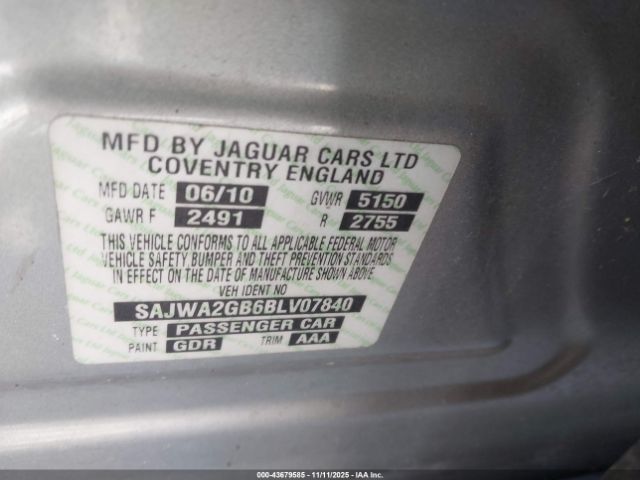 MFD BY JAGUAR CARS LTD
COVENTRY ENGLAND
MFD DATE 06/10 GVWR 5150
GAWR F 2491 R 2755
THIS VEHICLE CONFORMS TO ALL APPLICABLE FEDERAL MOTOR
VEHICLE SAFETY, BUMPER AND THEFT PREVENTION STANDARDS
IN EFFECT ON THE DATE OF MANUFACTURE SHOWN ABOVE
VEH IDENT NO
SAJWA2GB6BLV07840
TYPE PASSENGER CAR
PAINT GDR TRIM AAA
000-43679585 - 11/11/2025 - IAA, Inc.